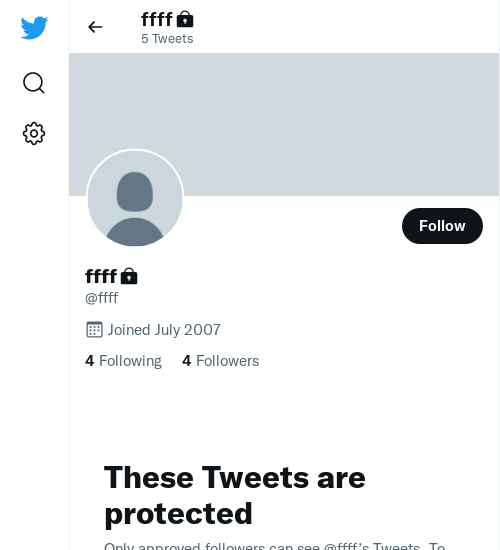 ffff
5 Tweets
Follow
ffff
@ffff
Joined July 2007
4 Following 4 Followers
These Tweets are
protected
Only approved followers can see @ffff's Tweets. To